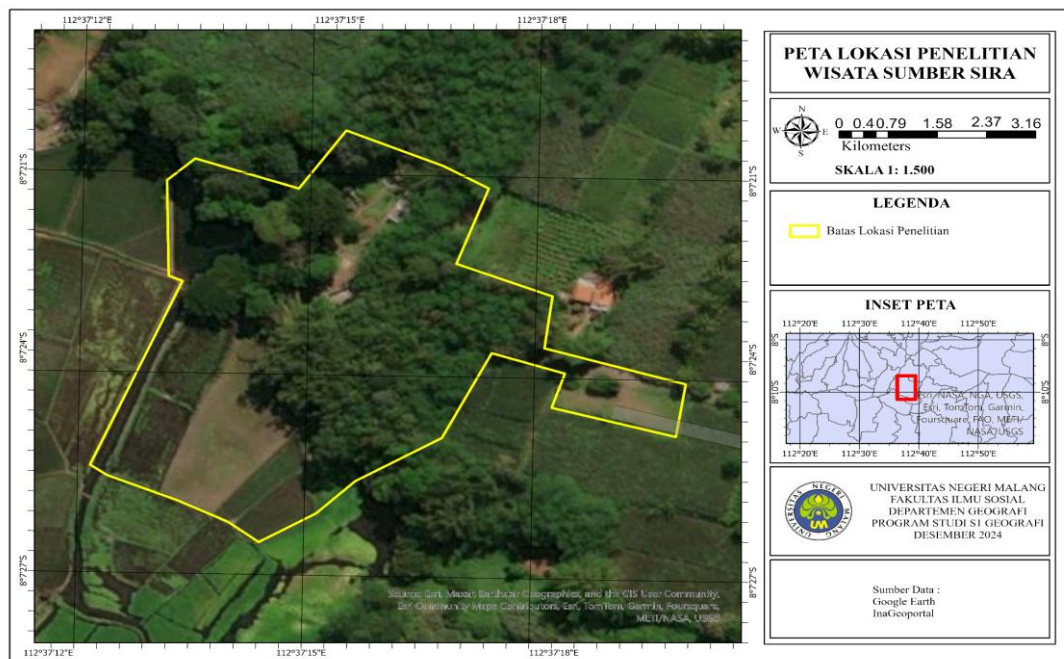 112°37'12"E 112°37'15"E 112°37'18"E
8°7'21"S 8°7'21"S
8°7'24"S 8°7'24"S
8°7'27"S 8°7'27"S
112°37'12"E 112°37'15"E 112°37'18"E
Source: Esri, Maxar, Earthstar Geographics, and the GIS User Community,
Esri Community Maps Contributors, Esri, TomTom, Garmin, Foursquare,
METI/NASA, USGS
PETA LOKASI PENELITIAN
WISATA SUMBER SIRA
N
W E
S
0 0.40.79 1.58 2.37 3.16
Kilometers
SKALA 1: 1.500
LEGENDA
Batas Lokasi Penelitian
INSET PETA
112°20'E 112°30'E 112°40'E 112°50'E
8°S 8°S
8°10'S 8°10'S
Esri, NASA, NGA, USGS,
Esri, TomTom, Garmin,
Foursquare, FAO, METI/
NASA, USGS
112°20'E 112°30'E 112°40'E 112°50'E
UNIVERSITAS NEGERI MALANG
UM
UNIVERSITAS NEGERI MALANG
FAKULTAS ILMU SOSIAL
DEPARTEMEN GEOGRAFI
PROGRAM STUDI S1 GEOGRAFI
DESEMBER 2024
Sumber Data :
Google Earth
InaGeoportal